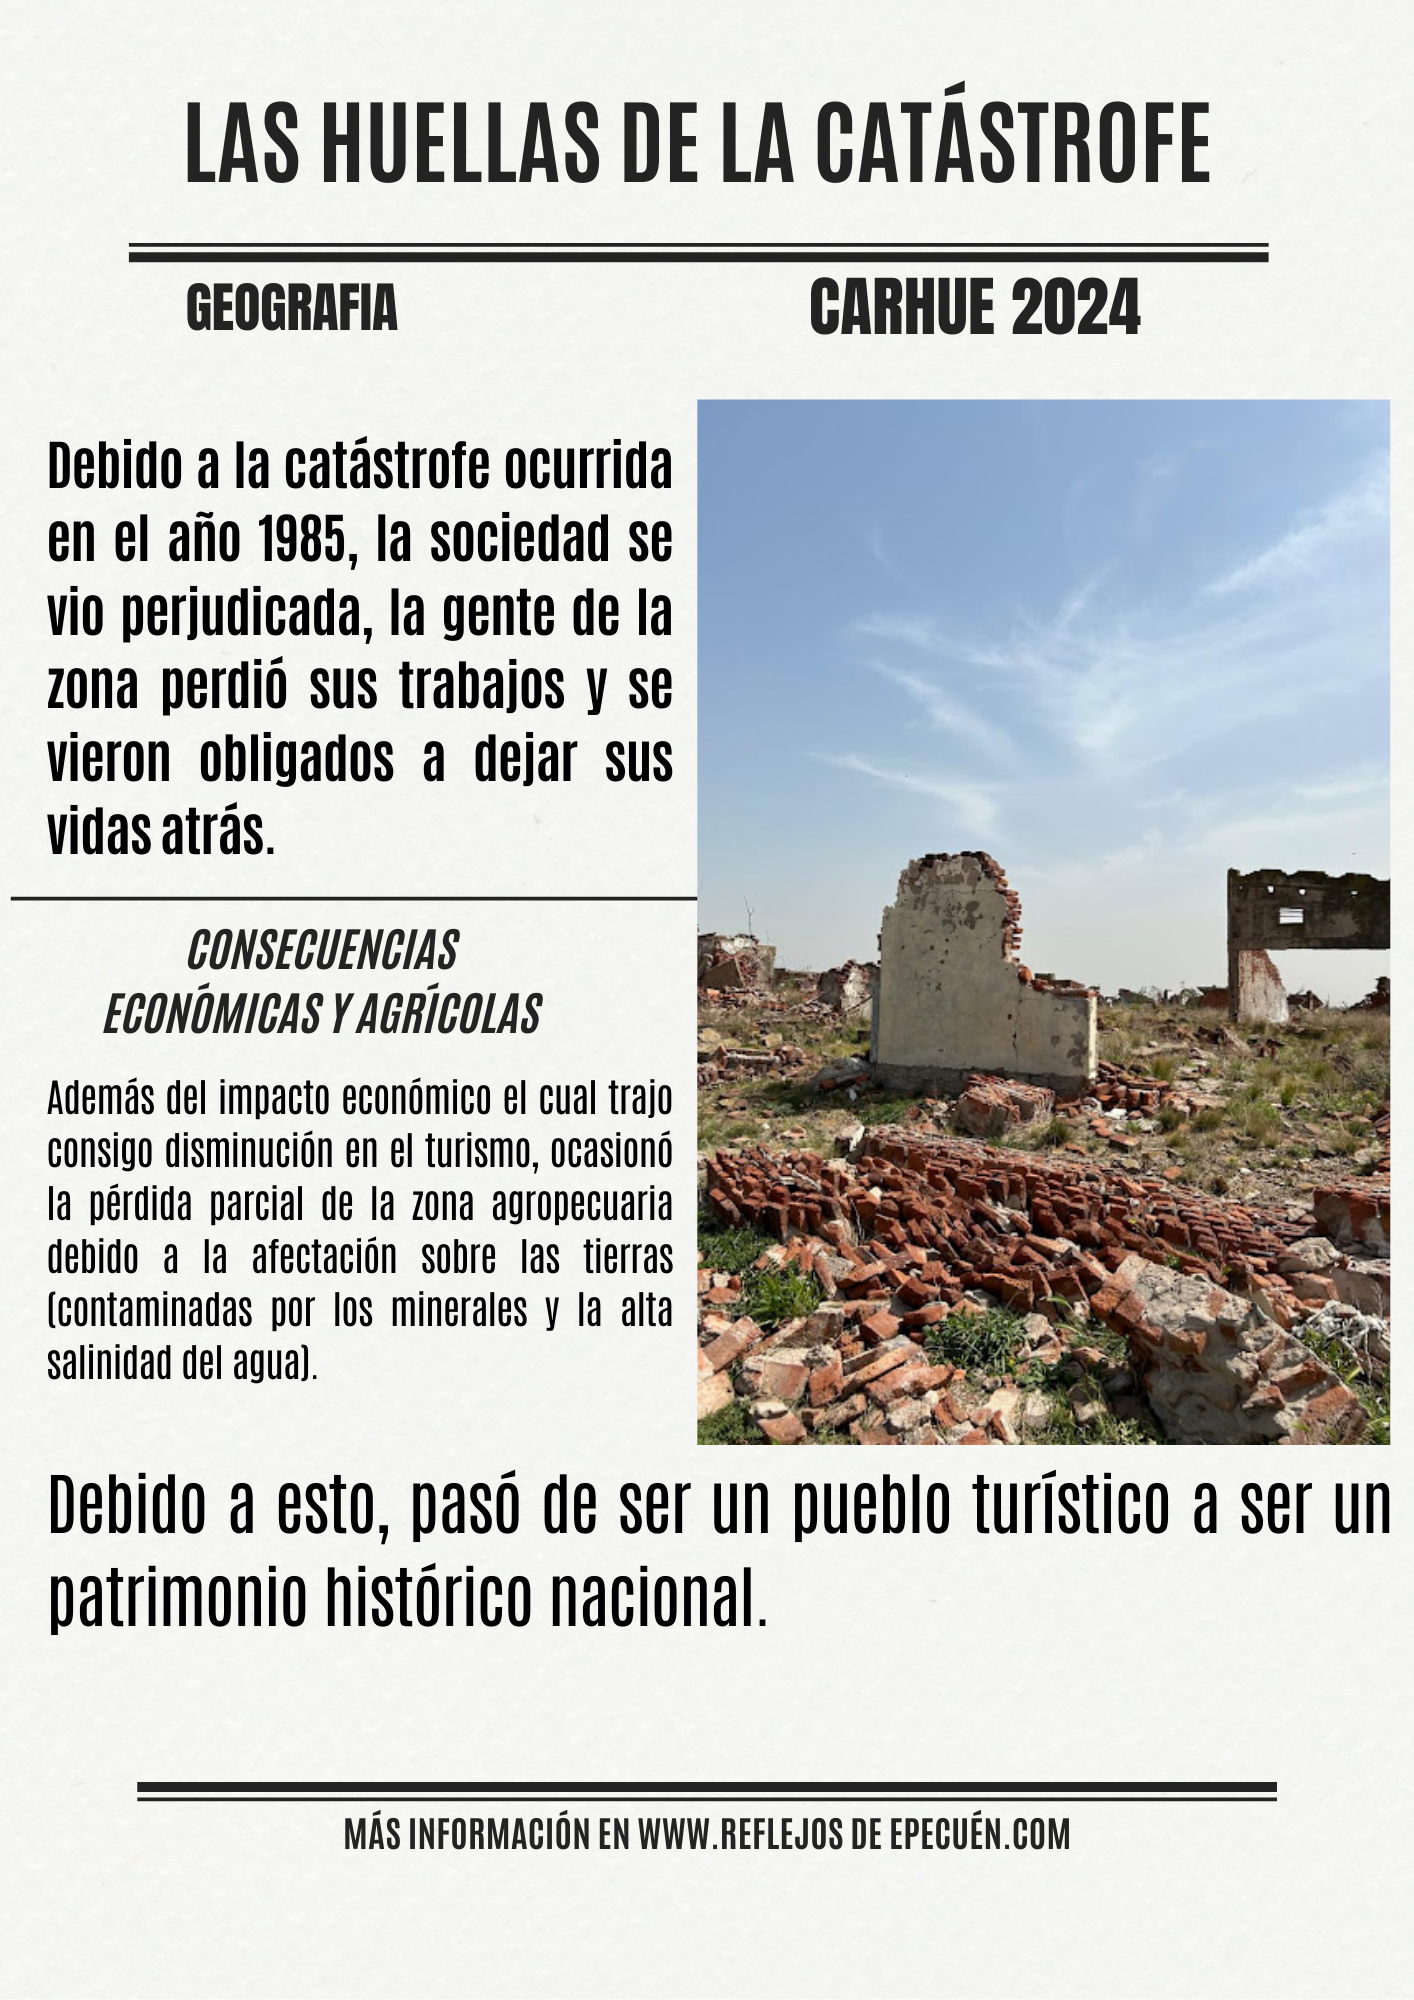 LAS HUELLAS DE LA CATÁSTROFE
GEOGRAFIA
CARHUE 2024
Debido a la catástrofe ocurrida
en el año 1985, la sociedad se
vio perjudicada, la gente de la
zona perdió sus trabajos y se
vieron obligados a dejar sus
vidas atrás.
CONSECUENCIAS
ECONÓMICAS Y AGRÍCOLAS
Además del impacto económico el cual trajo
consigo disminución en el turismo, ocasionó
la pérdida parcial de la zona agropecuaria
debido a la afectación sobre las tierras
(contaminadas por los minerales y la alta
salinidad del agua).
Debido a esto, pasó de ser un pueblo turístico a ser un
patrimonio histórico nacional.
MÁS INFORMACIÓN EN WWW.REFLEJOS DE EPECUÉN.COM